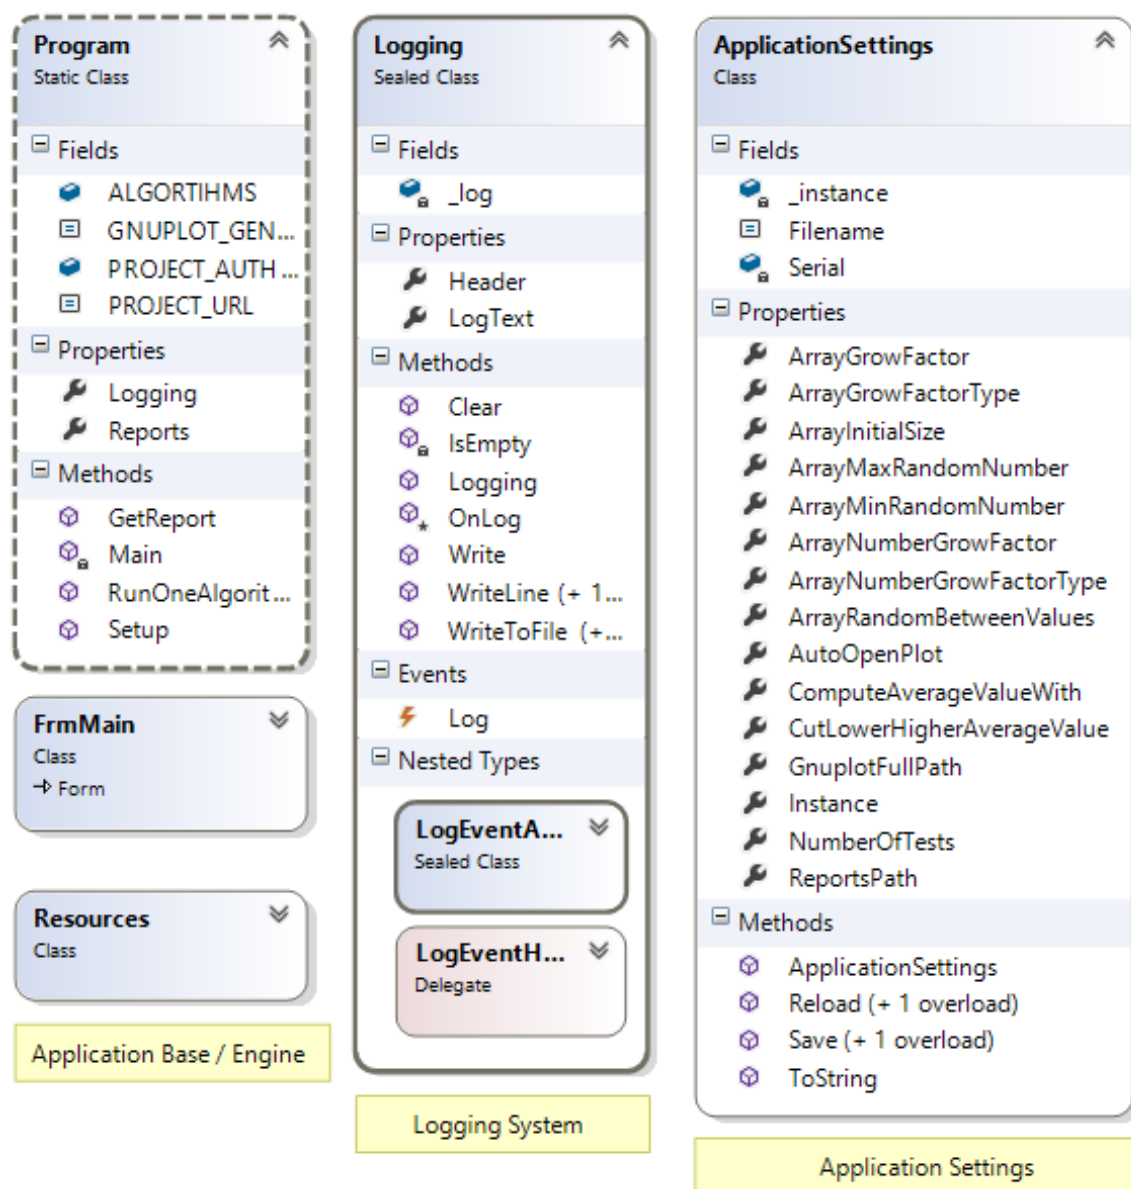 Program
Static Class
Fields
ALGORTIHMS
GNUPLOT_GEN...
PROJECT_AUTH...
PROJECT_URL
Properties
Logging
Reports
Methods
GetReport
Main
RunOneAlgorit...
Setup
FrmMain
Class
Form
Resources
Class
Application Base / Engine
Logging
Sealed Class
Fields
_log
Properties
Header
LogText
Methods
Clear
IsEmpty
Logging
OnLog
Write
WriteLine (+ 1...
WriteToFile (+...
Events
Log
Nested Types
LogEventA...
Sealed Class
LogEventH...
Delegate
Logging System
ApplicationSettings
Class
Fields
_instance
Filename
Serial
Properties
ArrayGrowFactor
ArrayGrowFactorType
ArrayInitialSize
ArrayMaxRandomNumber
ArrayMinRandomNumber
ArrayNumberGrowFactor
ArrayNumberGrowFactorType
ArrayRandomBetweenValues
AutoOpenPlot
ComputeAverageValueWith
CutLowerHigherAverageValue
GnuplotFullPath
Instance
NumberOfTests
ReportsPath
Methods
ApplicationSettings
Reload (+ 1 overload)
Save (+ 1 overload)
ToString
Application Settings